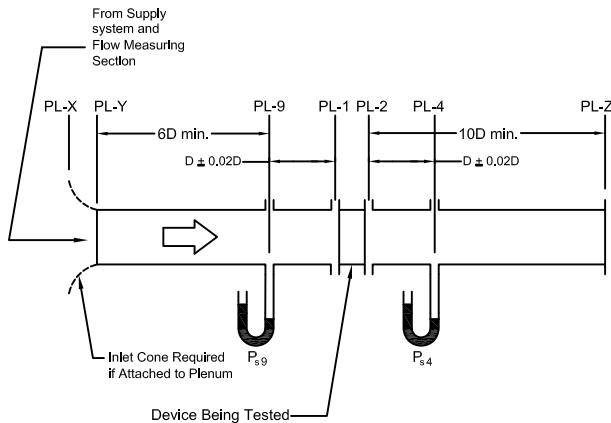 From Supply
system and
Flow Measuring
Section
PL-X PL-Y PL-9 PL-1 PL-2 PL-4 PL-Z
6D min. 10D min.
D ± 0.02D D ± 0.02D
Ps9 Ps4
Inlet Cone Required
if Attached to Plenum
Device Being Tested